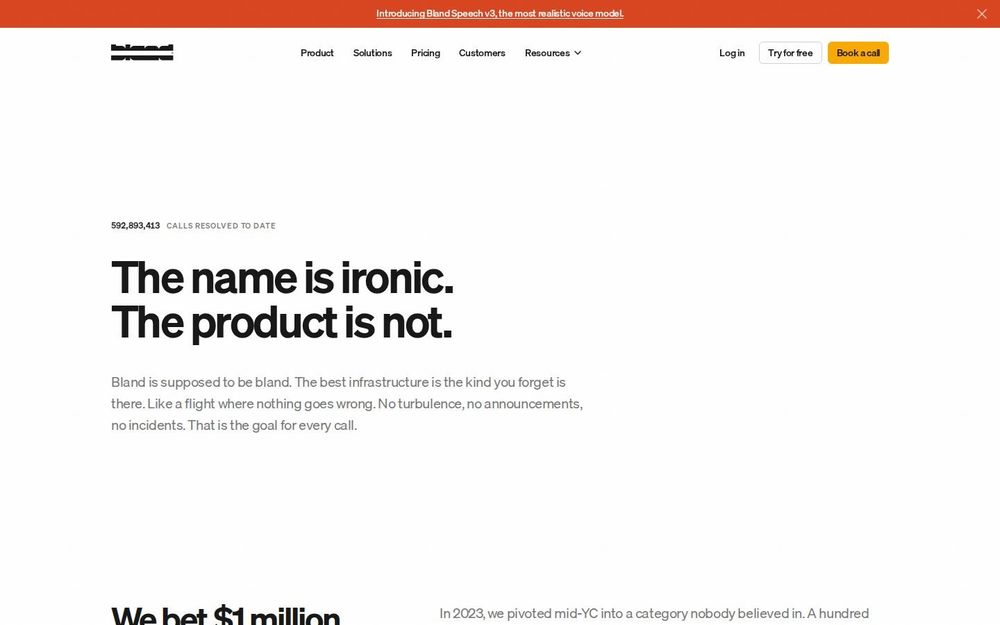 Introducing Bland Speech v3, the most realistic voice model.
bland
Product Solutions Pricing Customers Resources Log in Try for free Book a call
592,893,413 CALLS RESOLVED TO DATE
The name is ironic.
The product is not.
Bland is supposed to be bland. The best infrastructure is the kind you forget is
there. Like a flight where nothing goes wrong. No turbulence, no announcements,
no incidents. That is the goal for every call.
We bet $1 million
In 2023, we pivoted mid-YC into a category nobody believed in. A hundred